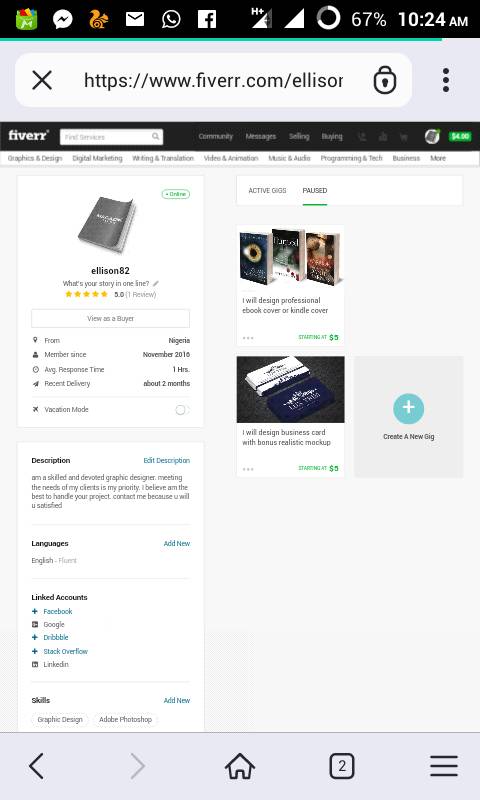 H+
67%
10:24 AM
https://www.fiverr.com/ellisor
fiverr
Find Services
Community
Messages
Selling
Buying
$4.00
Graphics & Design
Digital Marketing
Writing & Translation
Video & Animation
Music & Audio
Programming & Tech
Business
More
• Online
ellison82
What's your story in one line?
5.0 (1 Review)
View as a Buyer
From Nigeria
Member since November 2016
Avg. Response Time 1 Hrs.
Recent Delivery about 2 months
Vacation Mode
Description Edit Description
am a skilled and devoted graphic designer. meeting
the needs of my clients is my priority. I believe am the
best to handle your project. contact me because u will
u satisfied
Languages Add New
English - Fluent
Linked Accounts
Facebook
Google
Dribbble
Stack Overflow
Linkedin
Skills Add New
Graphic Design
Adobe Photoshop
ACTIVE GIGS
PAUSED
I will design professional
ebook cover or kindle cover
STARTING AT $5
I will design business card
with bonus realistic mockup
STARTING AT $5
+
Create A New Gig
2